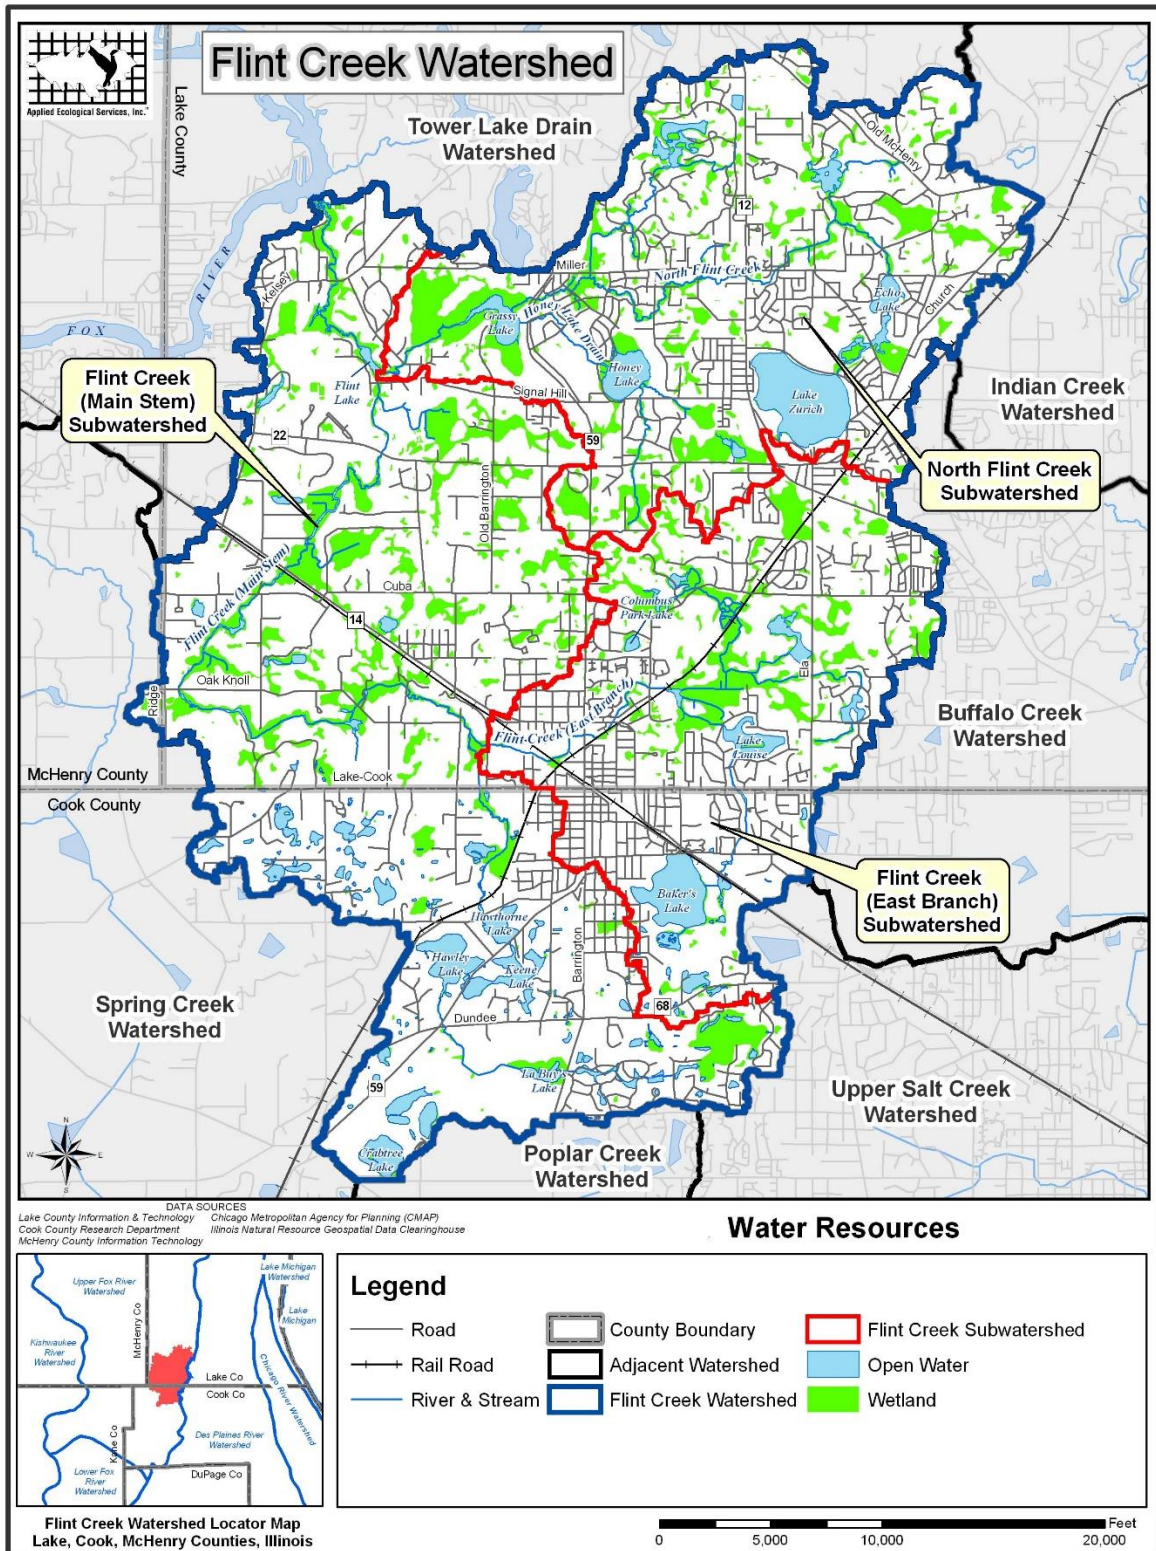 Flint Creek Watershed
Applied Ecological Services, Inc.
Lake County
Tower Lake Drain
Watershed
Old McHenry
12
Miller
North Flint Creek
Kelsey
RIVER
FOX
Grassy
Lake
Honey Lake Drain
Echo
Lake
Church
Honey
Lake
Flint Creek
(Main Stem)
Subwatershed
Flint
Lake
Signal Hill
Lake
Zurich
Indian Creek
Watershed
22
59
North Flint Creek
Subwatershed
Old Barrington
Flint Creek (Main Stem)
Cuba
14
Columbus
Park Lake
Oak Knoll
Ridge
Ela
Flint Creek (East Branch)
Buffalo Creek
Watershed
Lake
Louise
McHenry County
Lake-Cook
Cook County
Flint Creek
(East Branch)
Subwatershed
Baker's
Lake
Hawthorne
Lake
Hawley
Lake
Keene
Lake
Barrington
Spring Creek
Watershed
68
Dundee
La Buy's
Lake
59
Upper Salt Creek
Watershed
Crabtree
Lake
Poplar Creek
Watershed
N
W
E
S
DATA SOURCES
Lake County Information & Technology
Chicago Metropolitan Agency for Planning (CMAP)
Cook County Research Department
Illinois Natural Resource Geospatial Data Clearinghouse
McHenry County Information Technology
Water Resources
Upper Fox River
Watershed
Lake Michigan
Watershed
Lake
Michigan
McHenry Co
Kishwaukee
River
Watershed
Lake Co
Cook Co
Chicago River Watershed
Kane Co
Des Plaines River
Watershed
Lower Fox
River
Watershed
DuPage Co
Flint Creek Watershed Locator Map
Lake, Cook, McHenry Counties, Illinois
Legend
Road
County Boundary
Flint Creek Subwatershed
Rail Road
Adjacent Watershed
Open Water
River & Stream
Flint Creek Watershed
Wetland
Feet
0
5,000
10,000
20,000